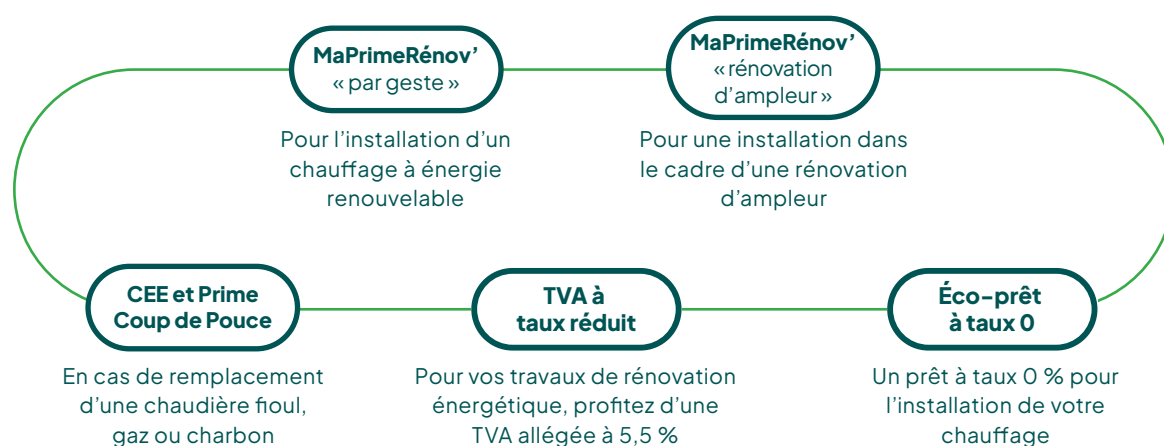 MaPrimeRénov’
« par geste »
Pour l’installation d’un
chauffage à énergie
renouvelable
MaPrimeRénov’
« rénovation
d’ampleur »
Pour une installation dans
le cadre d’une rénovation
d’ampleur
CEE et Prime
Coup de Pouce
En cas de remplacement
d’une chaudière fioul,
gaz ou charbon
TVA à
taux réduit
Pour vos travaux de rénovation
énergétique, profitez d’une
TVA allégée à 5,5 %
Éco-prêt
à taux 0
Un prêt à taux 0 % pour
l’installation de votre
chauffage